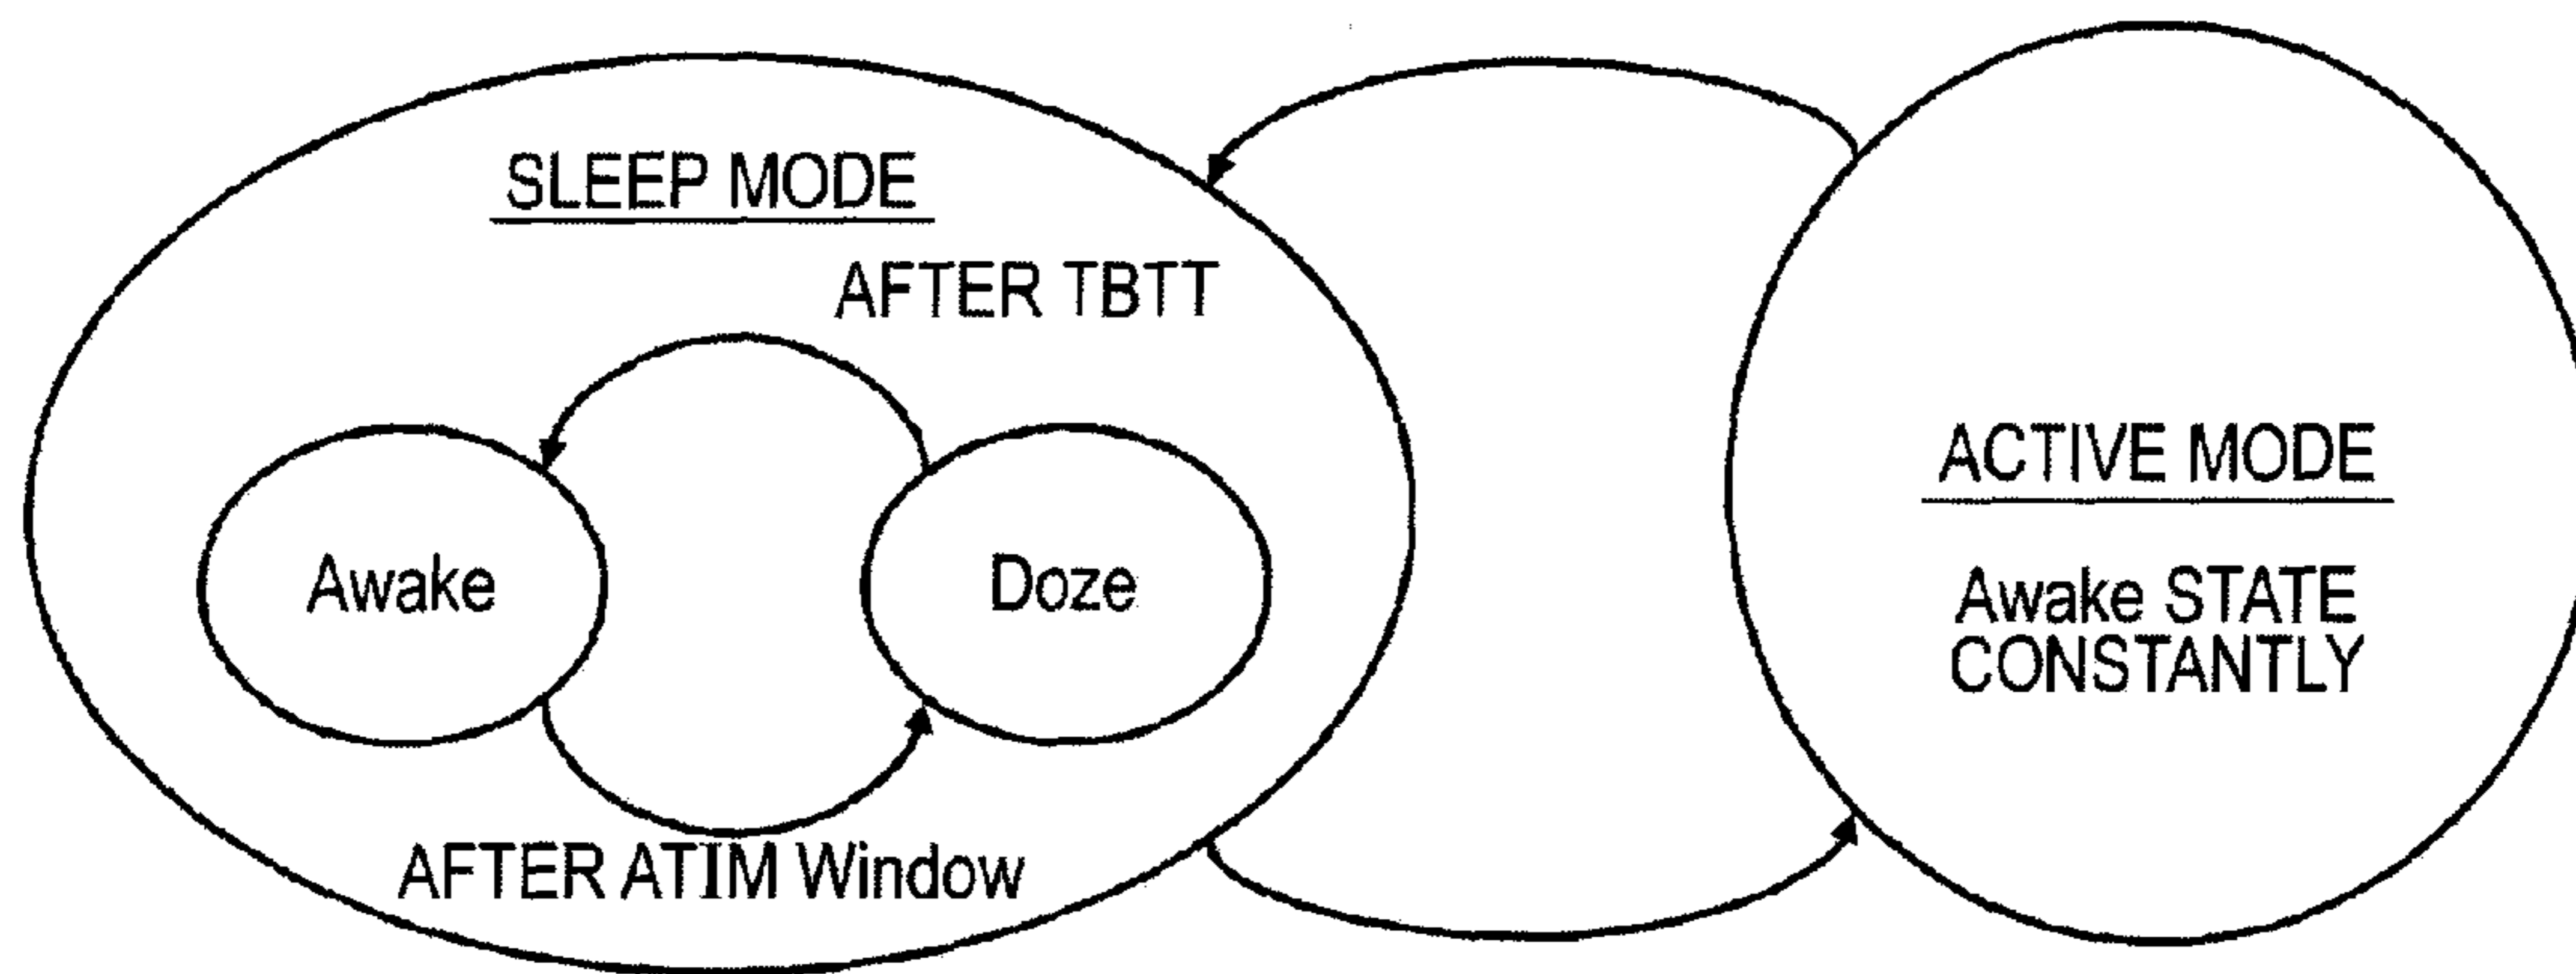 SLEEP MODE
AFTER TBTT
Awake
Doze
AFTER ATIM Window
ACTIVE MODE
Awake STATE
CONSTANTLY